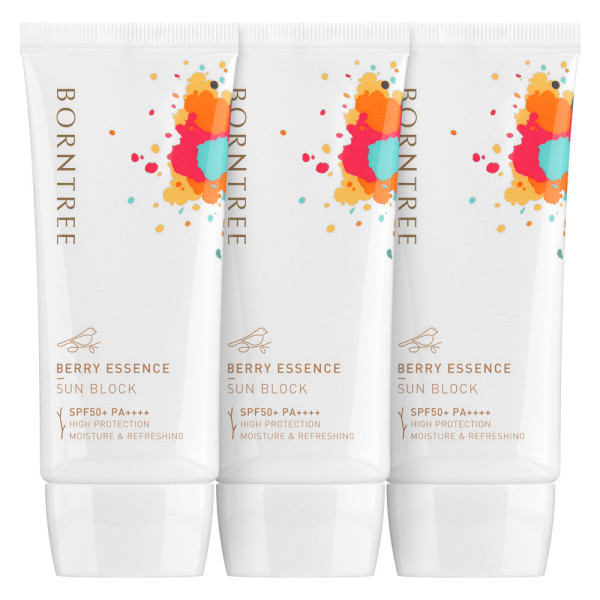 BORNTREE
BERRY ESSENCE
SUN BLOCK
SPF50+ PA++++
HIGH PROTECTION
MOISTURE & REFRESHING
BORNTREE
BERRY ESSENCE
SUN BLOCK
SPF50+ PA++++
HIGH PROTECTION
MOISTURE & REFRESHING
BORNTREE
BERRY ESSENCE
SUN BLOCK
SPF50+ PA++++
HIGH PROTECTION
MOISTURE & REFRESHING